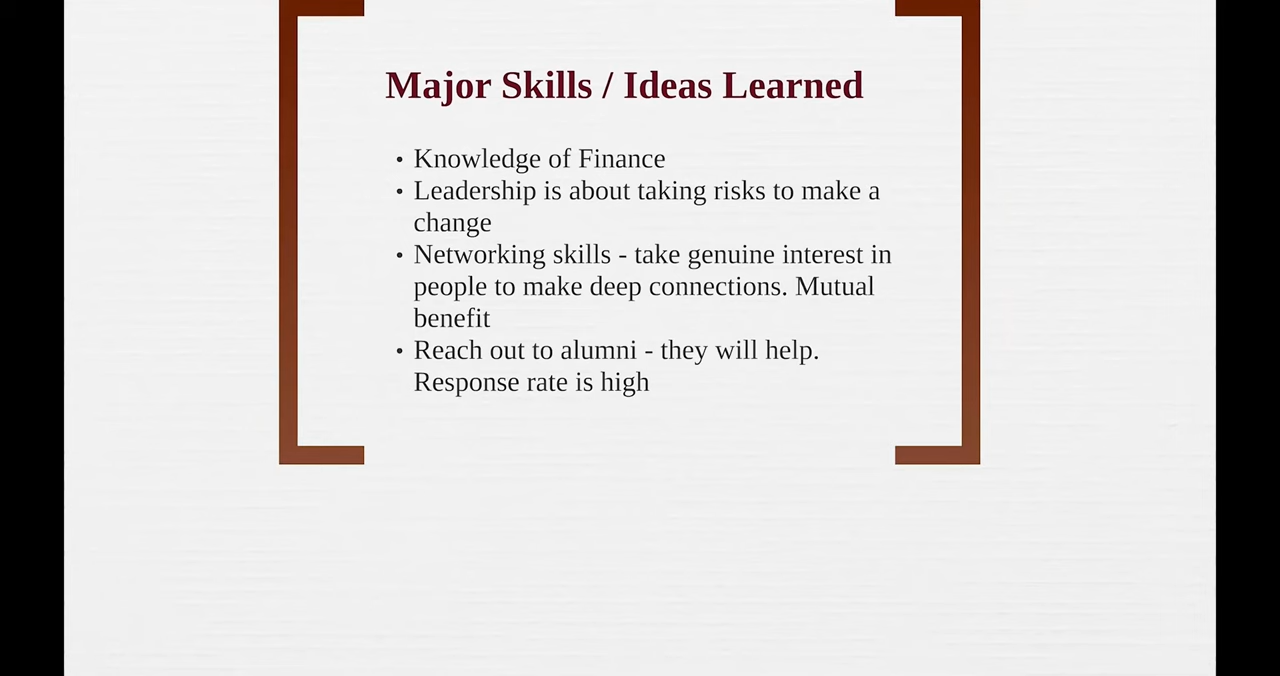 Major Skills / Ideas Learned
• Knowledge of Finance
• Leadership is about taking risks to make a
change
• Networking skills - take genuine interest in
people to make deep connections. Mutual
benefit
• Reach out to alumni - they will help.
Response rate is high